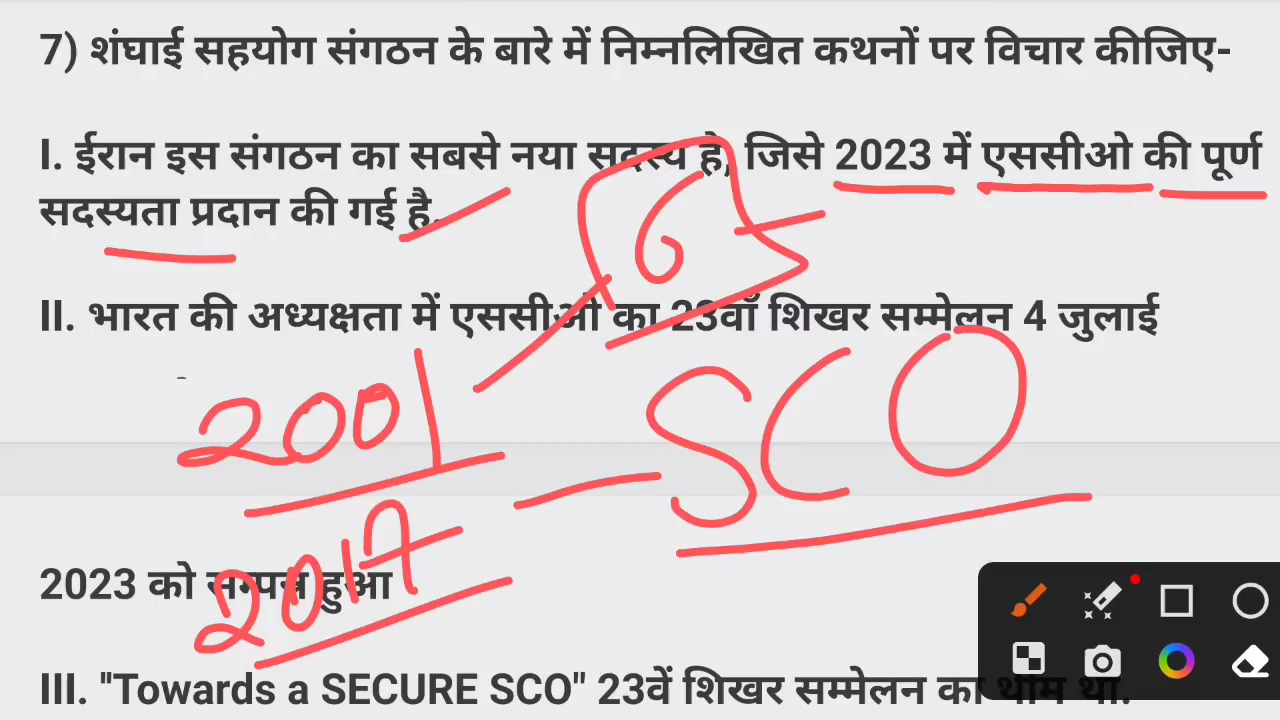 7) शंघाई सहयोग संगठन के बारे में निम्नलिखित कथनों पर विचार कीजिए-
I. ईरान इस संगठन का सबसे नया सदस्य है, जिसे 2023 में एससीओ की पूर्ण
सदस्यता प्रदान की गई है.
6
II. भारत की अध्यक्षता में एससीओ का 23वाँ शिखर सम्मेलन 4 जुलाई
2001
SCO
2017
2023 को सम्पन्न हुआ
III. "Towards a SECURE SCO" 23वें शिखर सम्मेलन का थीम था.